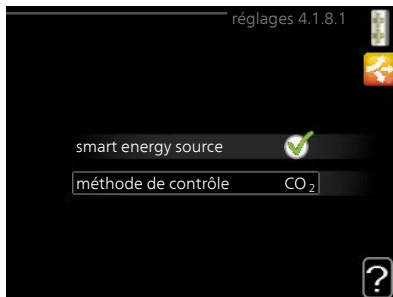 réglages 4.1.8.1
smart energy source
méthode de contrôle CO₂
?